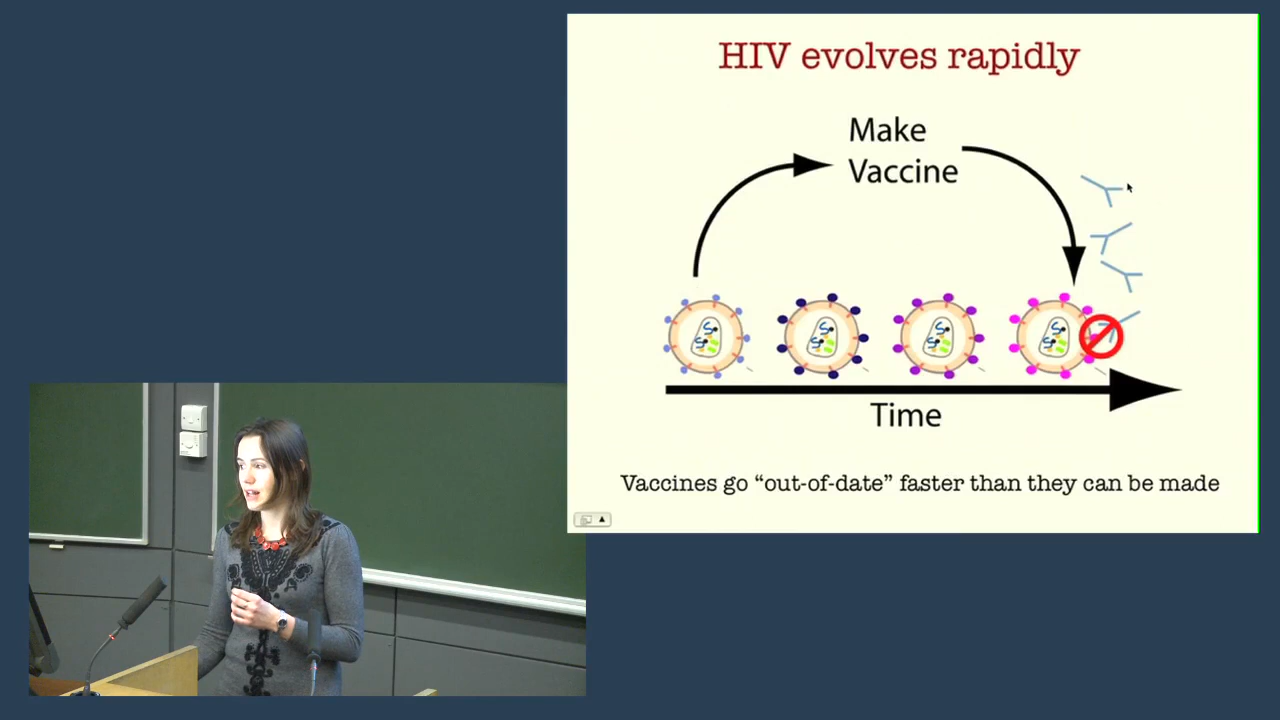 HIV evolves rapidly
Make
Vaccine
Time
Vaccines go “out-of-date” faster than they can be made